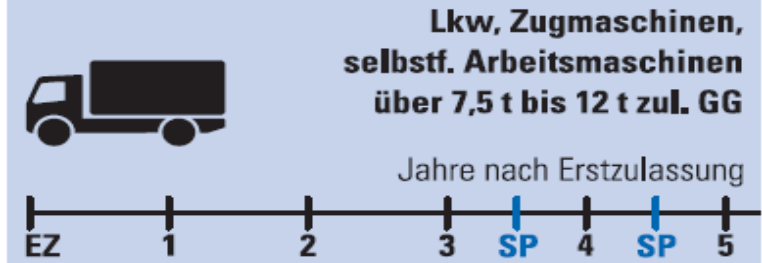 Lkw, Zugmaschinen,
selbstf. Arbeitsmaschinen
über 7,5 t bis 12 t zul. GG
Jahre nach Erstzulassung
EZ 1 2 3 SP 4 SP 5